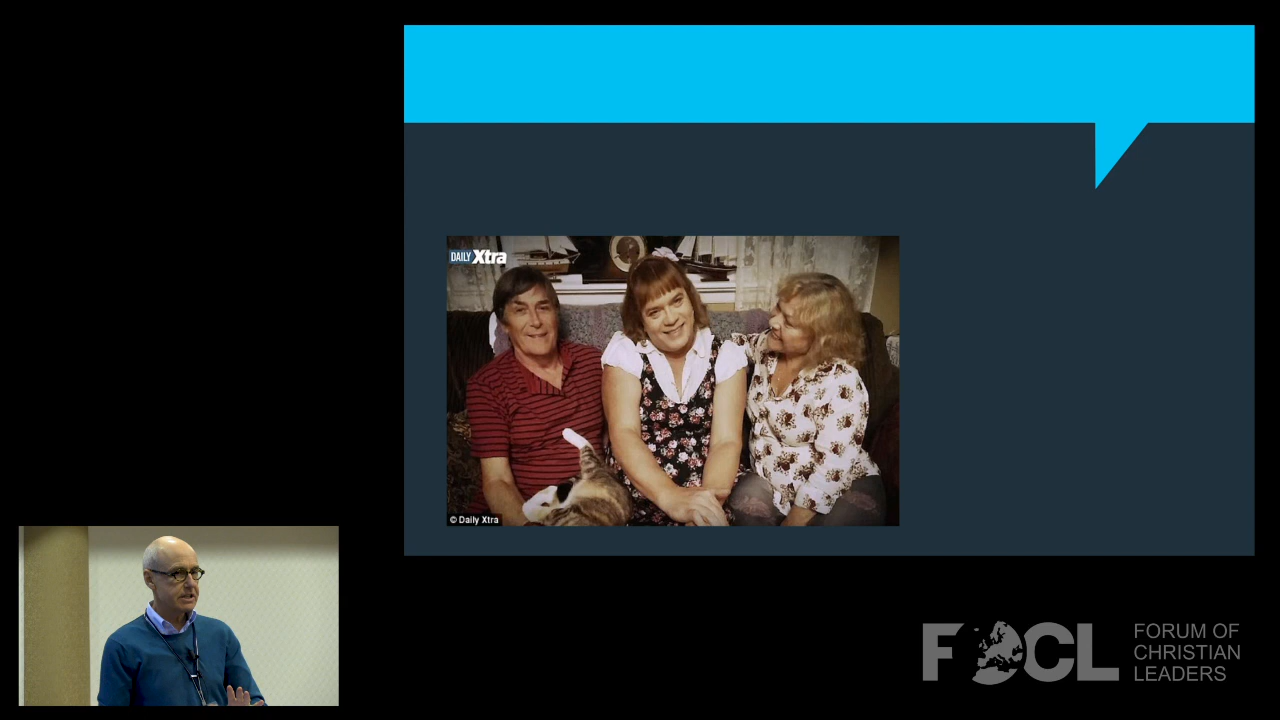 DAILY Xtra
© Daily Xtra
FOCL
FORUM OF
CHRISTIAN
LEADERS